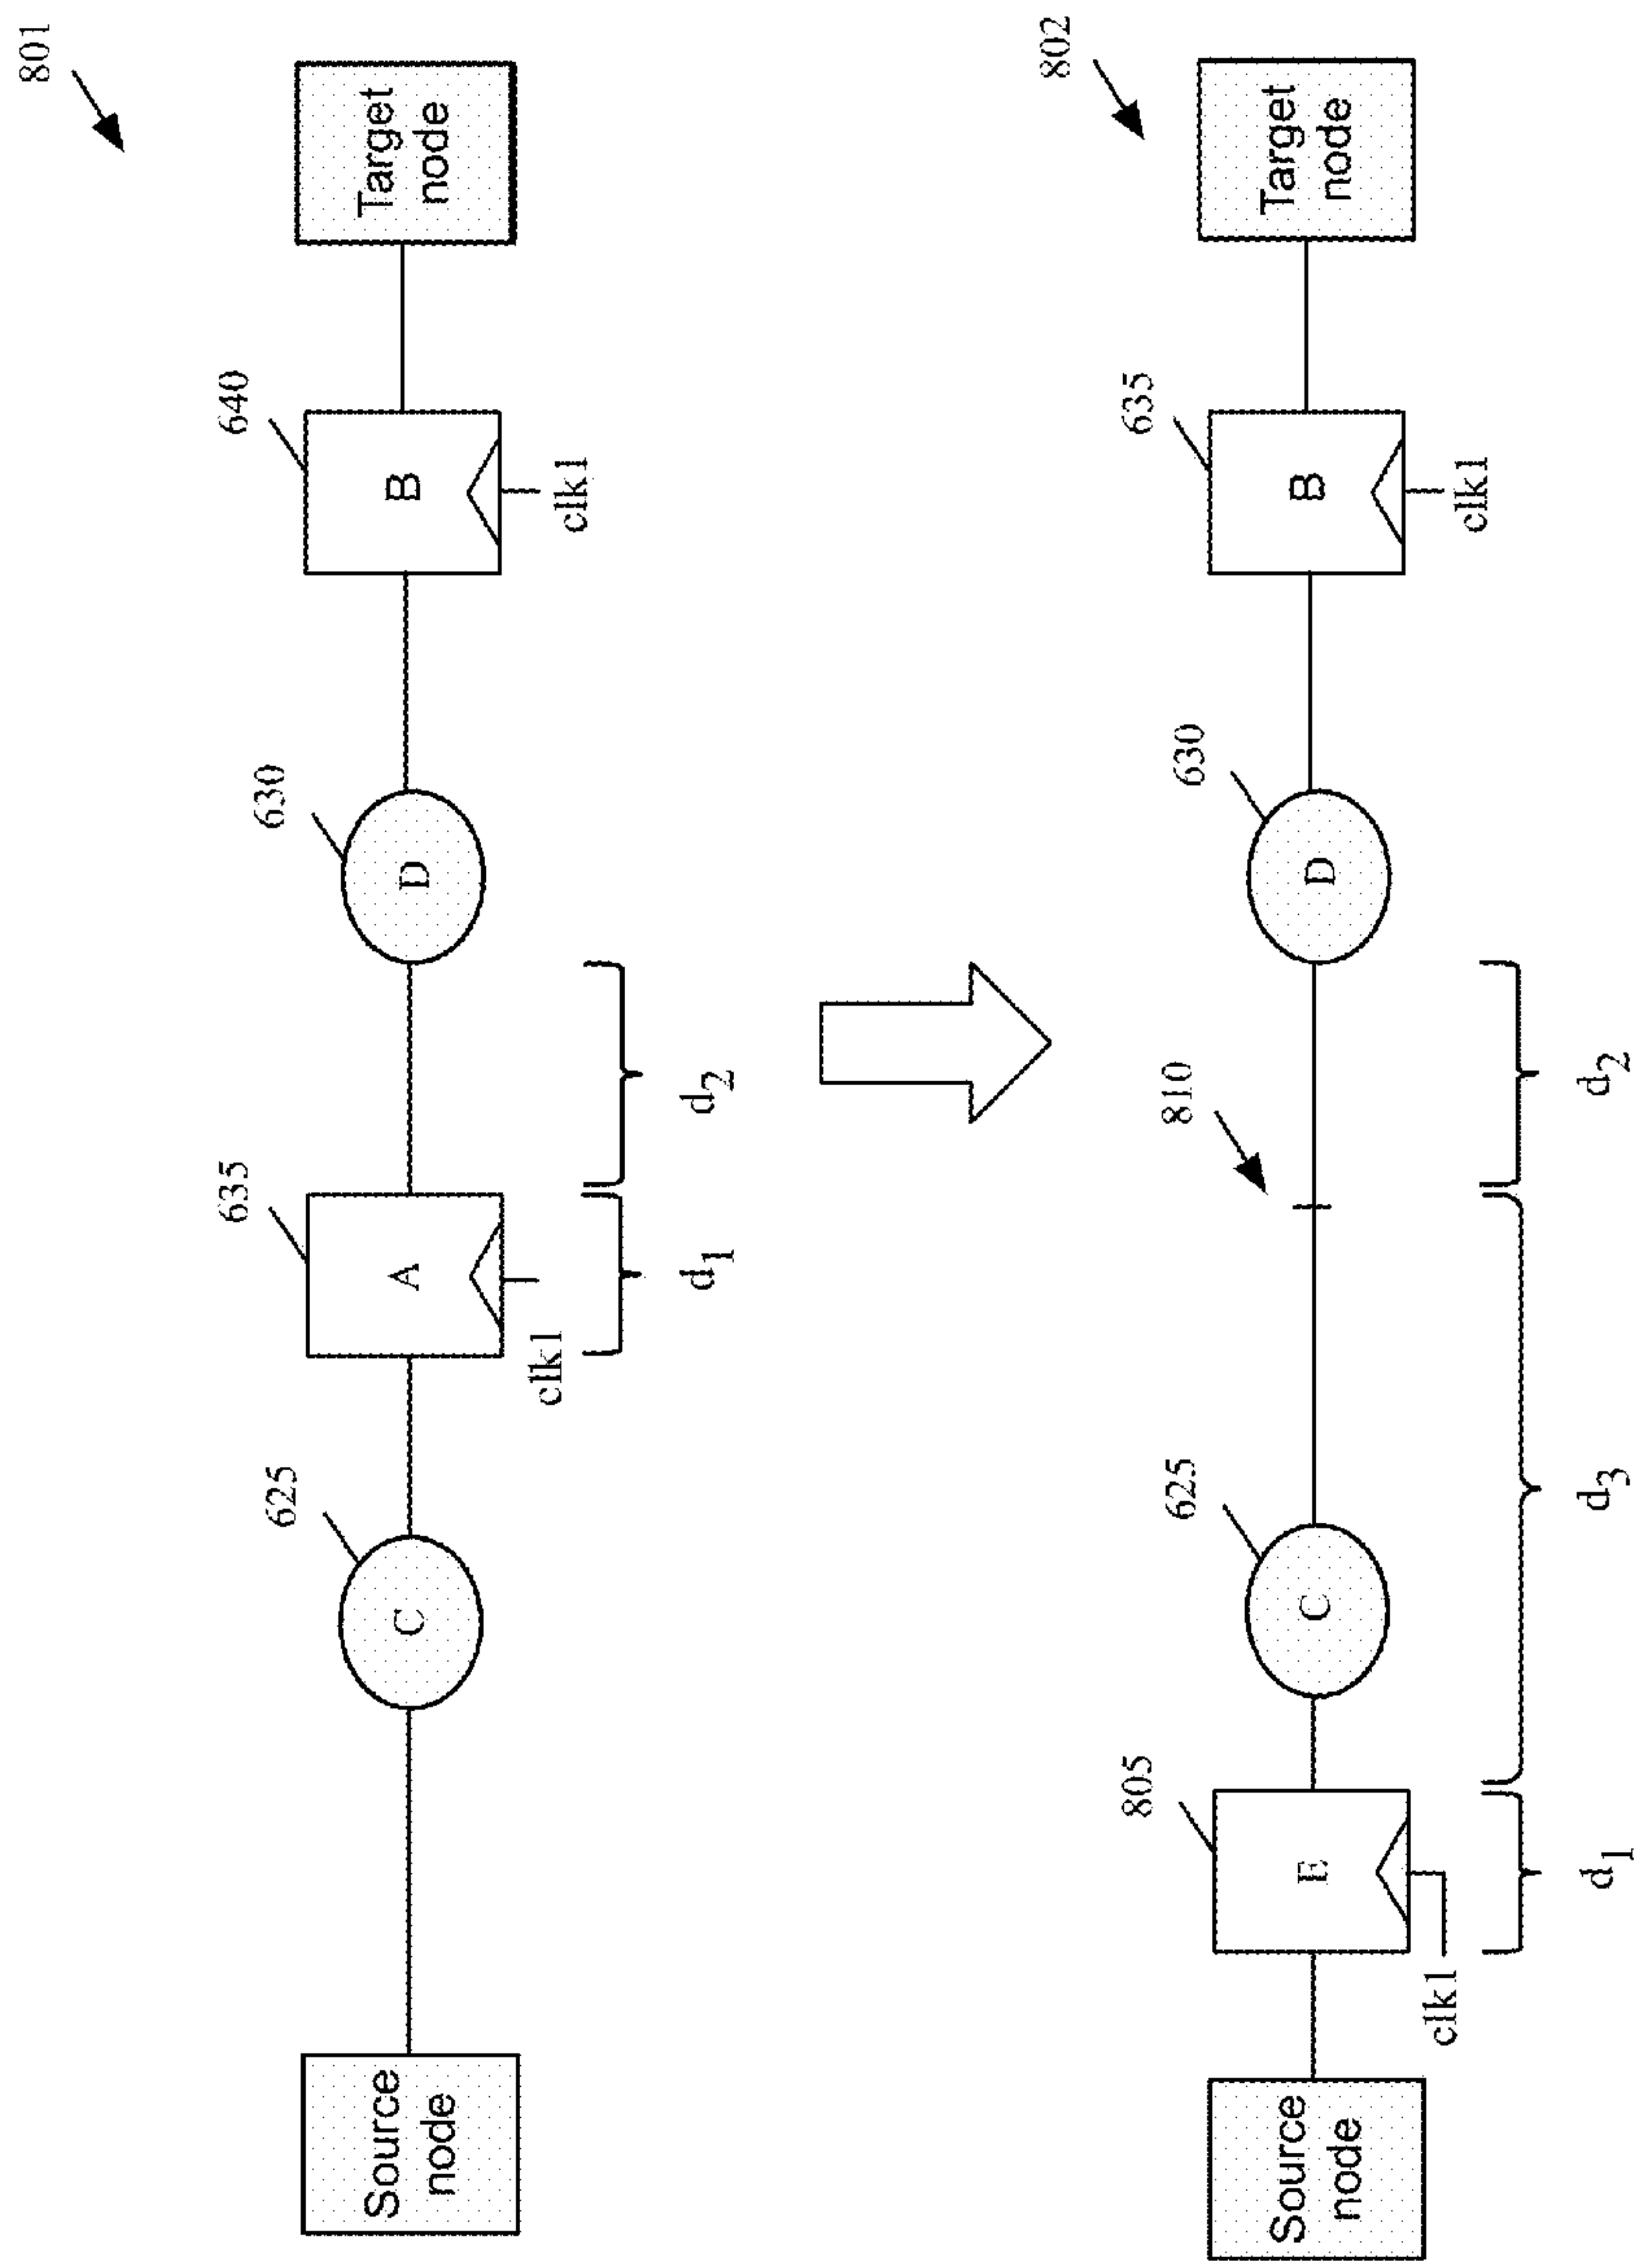 801
Source
node
C
625
A
635
clk1
d1
d2
D
630
B
640
clk1
Target
node
802
Source
node
E
805
clk1
d1
C
625
d3
810
d2
D
630
B
635
clk1
Target
node